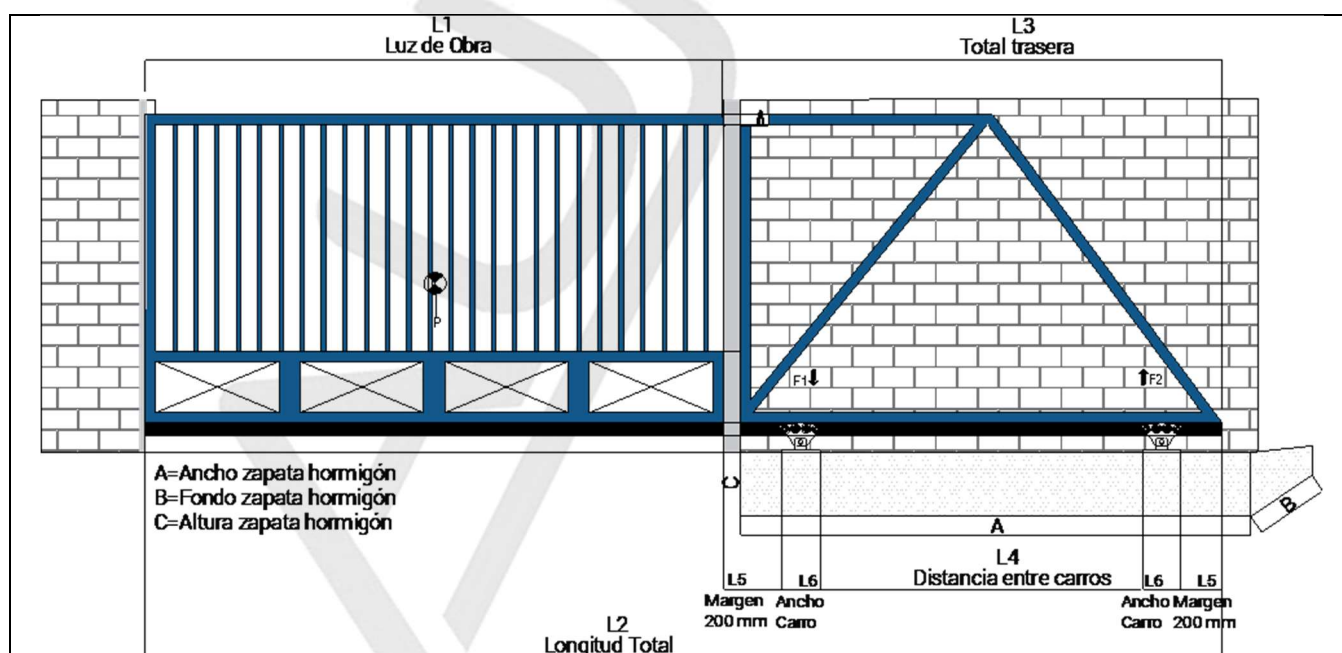 L1
Luz de Obra
L3
Total trasera
P
F1
F2
A=Ancho zapata hormigón
B=Fondo zapata hormigón
C=Altura zapata hormigón
C
A
B
L4
Distancia entre carros
L5
Margen
200 mm
L6
Ancho
Carro
L6
Ancho
Carro
L5
Margen
200 mm
L2
Longitud Total